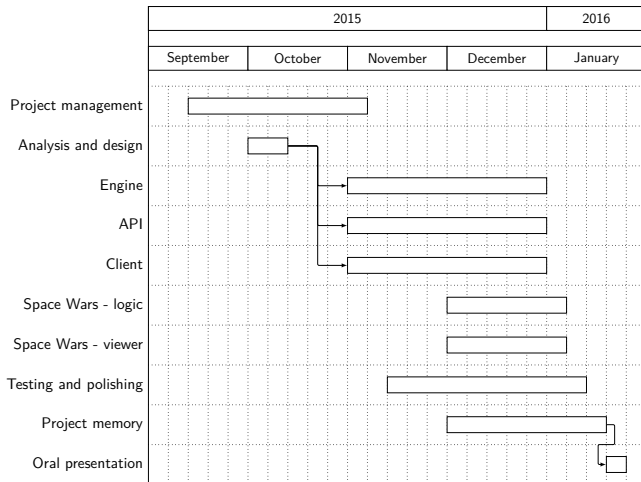 2015 2016
September October November December January
Project management
Analysis and design
Engine
API
Client
Space Wars - logic
Space Wars - viewer
Testing and polishing
Project memory
Oral presentation